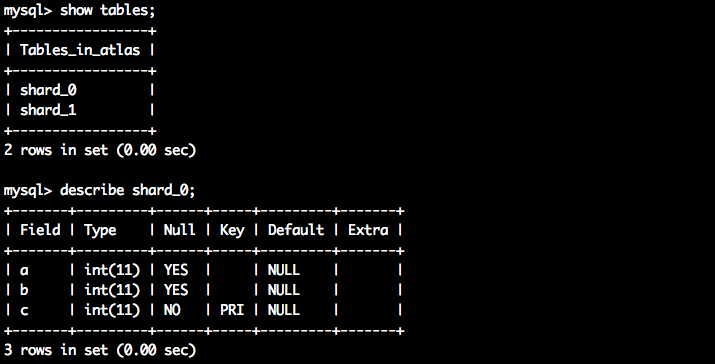 mysql> show tables;
+-----------------+
| Tables_in_atlas |
+-----------------+
| shard_0         |
| shard_1         |
+-----------------+
2 rows in set (0.00 sec)
mysql> describe shard_0;
+-------+---------+------+-----+---------+-------+
| Field | Type    | Null | Key | Default | Extra |
+-------+---------+------+-----+---------+-------+
| a     | int(11) | YES  |     | NULL    |       |
| b     | int(11) | YES  |     | NULL    |       |
| c     | int(11) | NO   | PRI | NULL    |       |
+-------+---------+------+-----+---------+-------+
3 rows in set (0.00 sec)